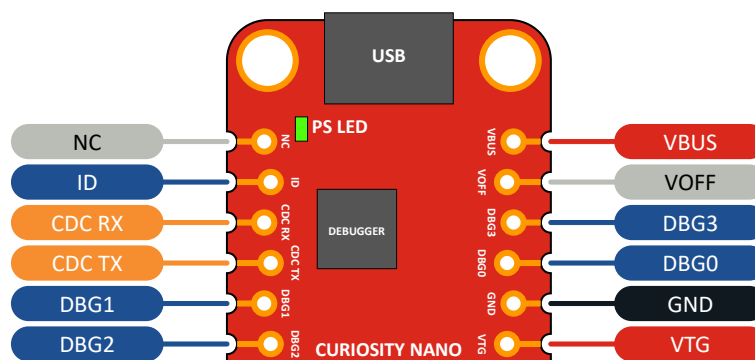 USB
PS LED
NC
NC
VBUS
VBUS
ID
ID
VOFF
VOFF
CDC RX
CDC RX
DEBUGGER
DBG3
DBG3
CDC TX
CDC TX
DBG0
DBG0
DBG1
DBG1
GND
GND
DBG2
DBG2
CURIOSITY NANO
VTG
VTG